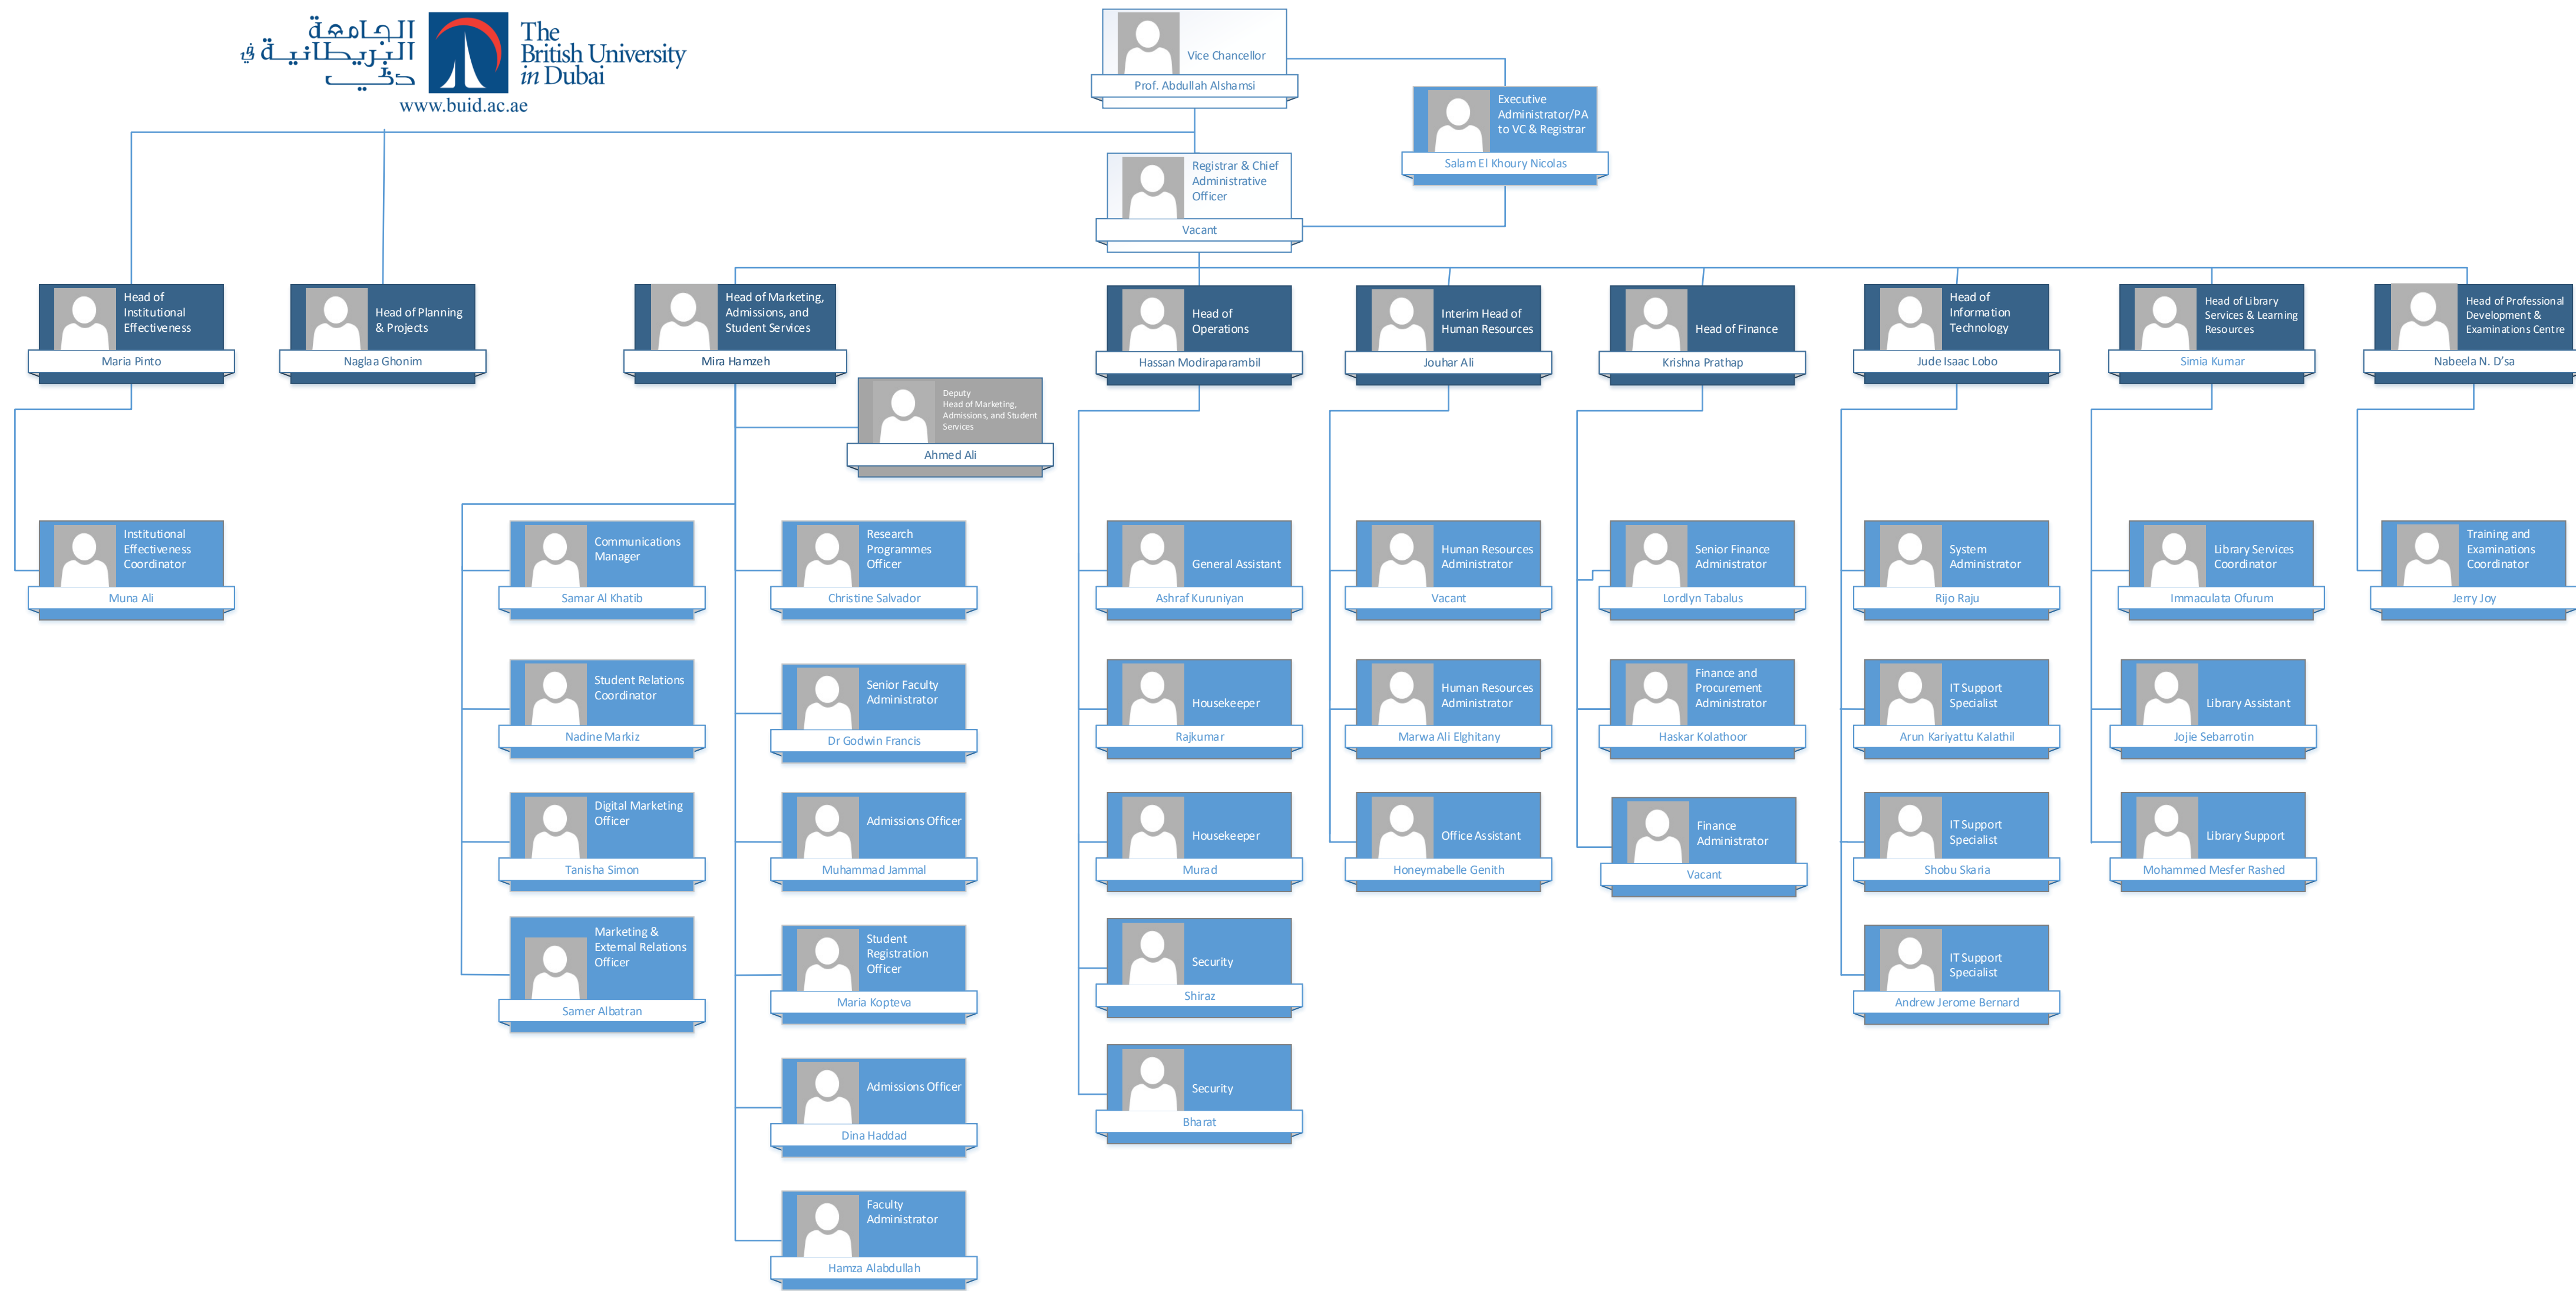 الجامعة
البريطانية في
دبي
The
British University
in Dubai
www.buid.ac.ae
Vice Chancellor
Prof. Abdullah Alshamsi
Executive
Administrator/PA
to VC & Registrar
Salam El Khoury Nicolas
Registrar & Chief
Administrative
Officer
Vacant
Head of
Institutional
Effectiveness
Maria Pinto
Head of Planning
& Projects
Naglaa Ghonim
Head of Marketing,
Admissions, and
Student Services
Mira Hamzeh
Head of
Operations
Hassan Modiraparambil
Interim Head of
Human Resources
Jouhar Ali
Head of Finance
Krishna Prathap
Head of
Information
Technology
Jude Isaac Lobo
Head of Library
Services & Learning
Resources
Simia Kumar
Head of Professional
Development &
Examinations Centre
Nabeela N. D’sa
Deputy
Head of Marketing,
Admissions, and Student
Services
Ahmed Ali
Institutional
Effectiveness
Coordinator
Muna Ali
Communications
Manager
Samar Al Khatib
Research
Programmes
Officer
Christine Salvador
General Assistant
Ashraf Kuruniyan
Human Resources
Administrator
Vacant
Senior Finance
Administrator
Lordlyn Tabalus
System
Administrator
Rijo Raju
Library Services
Coordinator
Immaculata Ofurum
Training and
Examinations
Coordinator
Jerry Joy
Student Relations
Coordinator
Nadine Markiz
Senior Faculty
Administrator
Dr Godwin Francis
Housekeeper
Rajkumar
Human Resources
Administrator
Marwa Ali Elghitany
Finance and
Procurement
Administrator
Haskar Kolathoor
IT Support
Specialist
Arun Kariyattu Kalathil
Library Assistant
Jojie Sebarrotin
Digital Marketing
Officer
Tanisha Simon
Admissions Officer
Muhammad Jammal
Housekeeper
Murad
Office Assistant
Honeymabelle Genith
Finance
Administrator
Vacant
IT Support
Specialist
Shobu Skaria
Library Support
Mohammed Mesfer Rashed
Marketing &
External Relations
Officer
Samer Albatran
Student
Registration
Officer
Maria Kopteva
Security
Shiraz
IT Support
Specialist
Andrew Jerome Bernard
Admissions Officer
Dina Haddad
Security
Bharat
Faculty
Administrator
Hamza Alabdullah